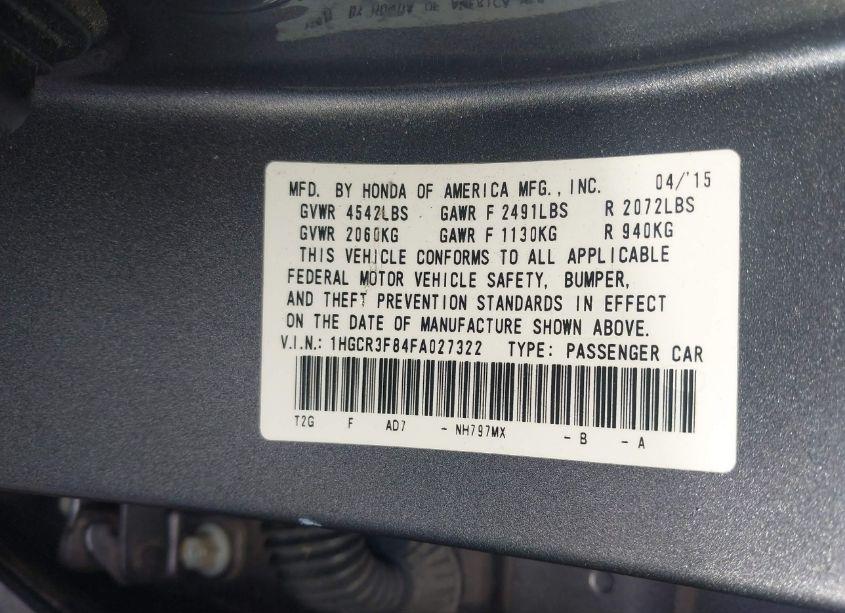 MFD. BY HONDA OF AMERICA MFG., INC. 04/'15
GVWR 4542LBS GAWR F 2491LBS R 2072LBS
GVWR 2060KG GAWR F 1130KG R 940KG
THIS VEHICLE CONFORMS TO ALL APPLICABLE
FEDERAL MOTOR VEHICLE SAFETY, BUMPER,
AND THEFT PREVENTION STANDARDS IN EFFECT
ON THE DATE OF MANUFACTURE SHOWN ABOVE.
V.I.N.: 1HGCR3F84FA027322 TYPE: PASSENGER CAR
T2G F AD7 - NH797MX - B - A